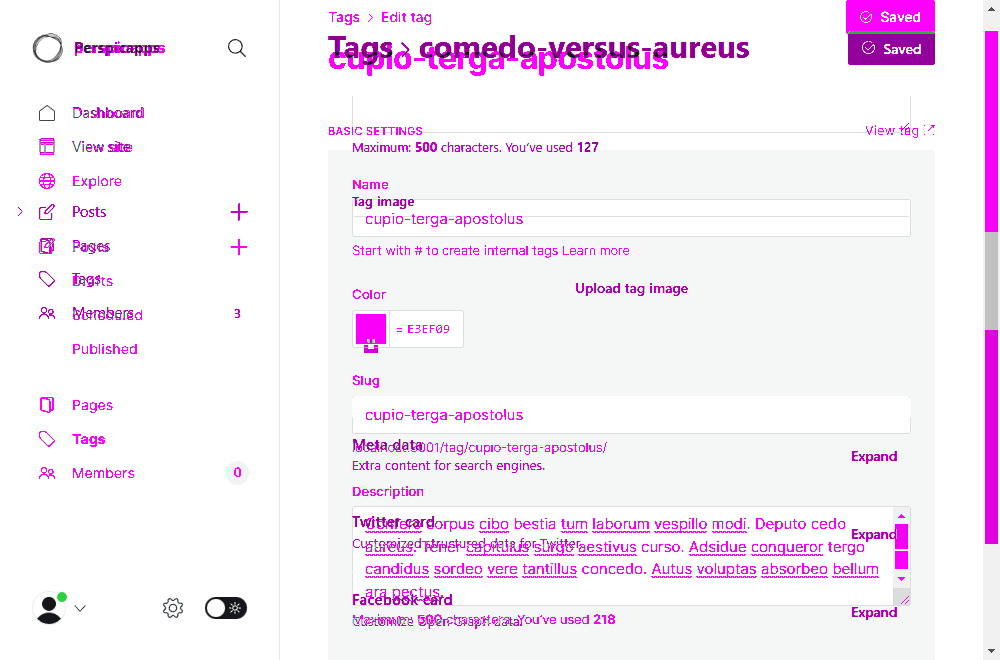 Tags > Edit tag
Saved
Perspicapps
Tags > comedo-versus-aureus
cupio-terga-apostolus
Saved
Dashboard
View site
BASIC SETTINGS
View tag
Maximum: 500 characters. You've used 127
Explore
Name
Tag image
Posts
cupio-terga-apostolus
Pages
Posts
Start with # to create internal tags Learn more
Tags
Drafts
Upload tag image
Color
Members
Scheduled
3
= E3EF09
Published
Slug
Pages
cupio-terga-apostolus
Tags
Meta data
localhost:9001/tag/cupio-terga-apostolus/
Expand
Extra content for search engines.
Members
0
Description
Twitter card
corpus cibo bestia tum laborum vespillo modi. Deputo cedo
Expand
Customized structured data for Twitter
aureus. Tener capitulus surgo aestivus curso. Adsidue conqueror tergo
candidus sordeo vere tantillus concedo. Autus voluptas absorbeo bellum
ara pectus.
Facebook card
Expand
Maximum: 500 characters. You've used 218
Customize Open Graph data